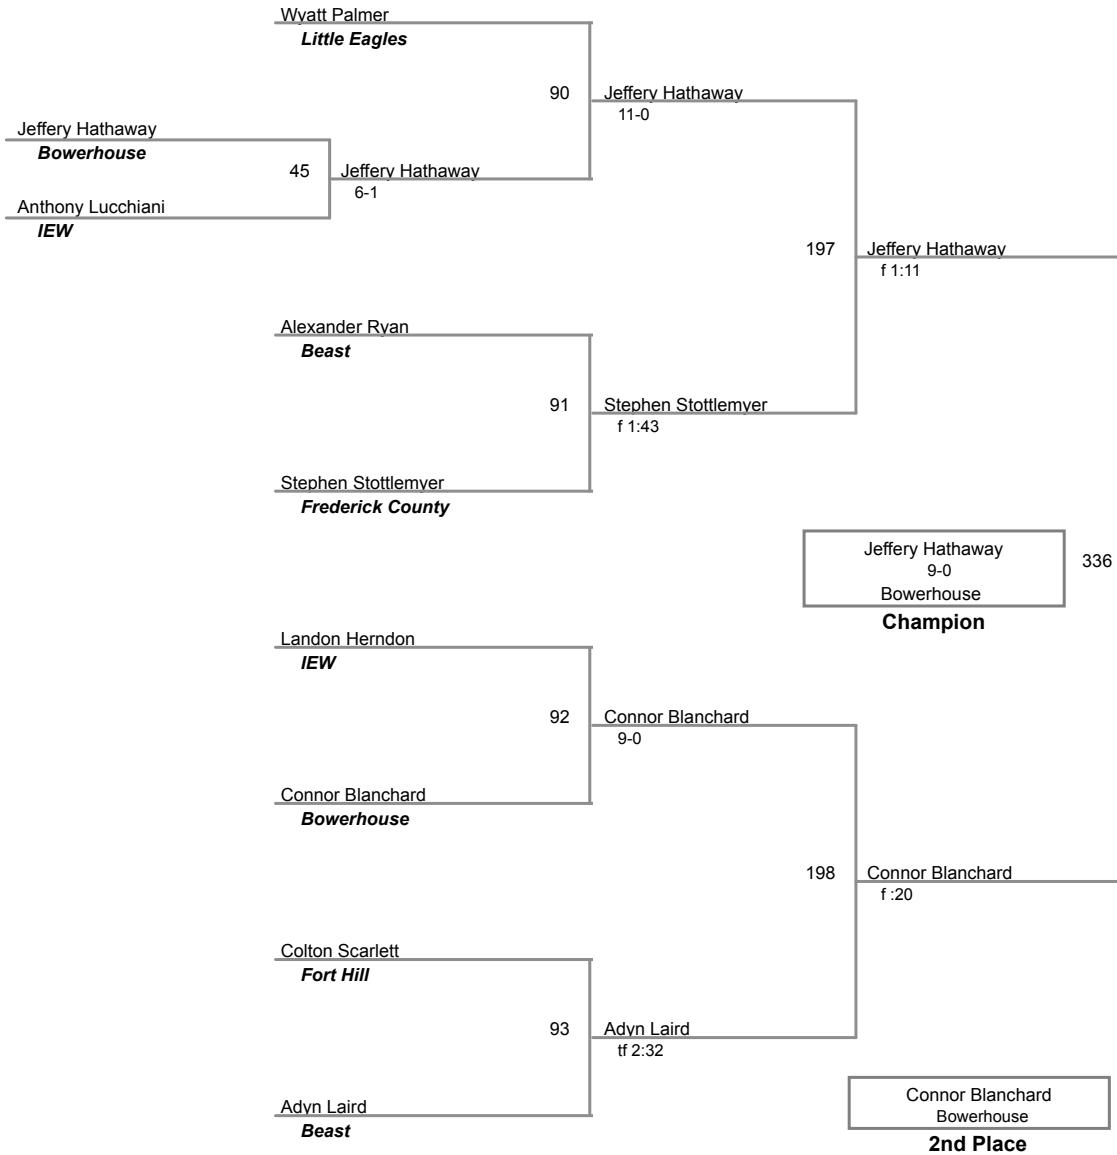 Wyatt Palmer
Little Eagles
90
Jeffery Hathaway
11-0
Jeffery Hathaway
Bowerhouse
45
Jeffery Hathaway
6-1
Anthony Lucchiani
IEW
197
Jeffery Hathaway
f 1:11
Alexander Ryan
Beast
91
Stephen Stottlemyer
f 1:43
Stephen Stottlemyer
Frederick County
Jeffery Hathaway
9-0
Bowerhouse
336
Champion
Landon Herndon
IEW
92
Connor Blanchard
9-0
Connor Blanchard
Bowerhouse
198
Connor Blanchard
f :20
Colton Scarlett
Fort Hill
93
Adyn Laird
tf 2:32
Adyn Laird
Beast
Connor Blanchard
Bowerhouse
2nd Place